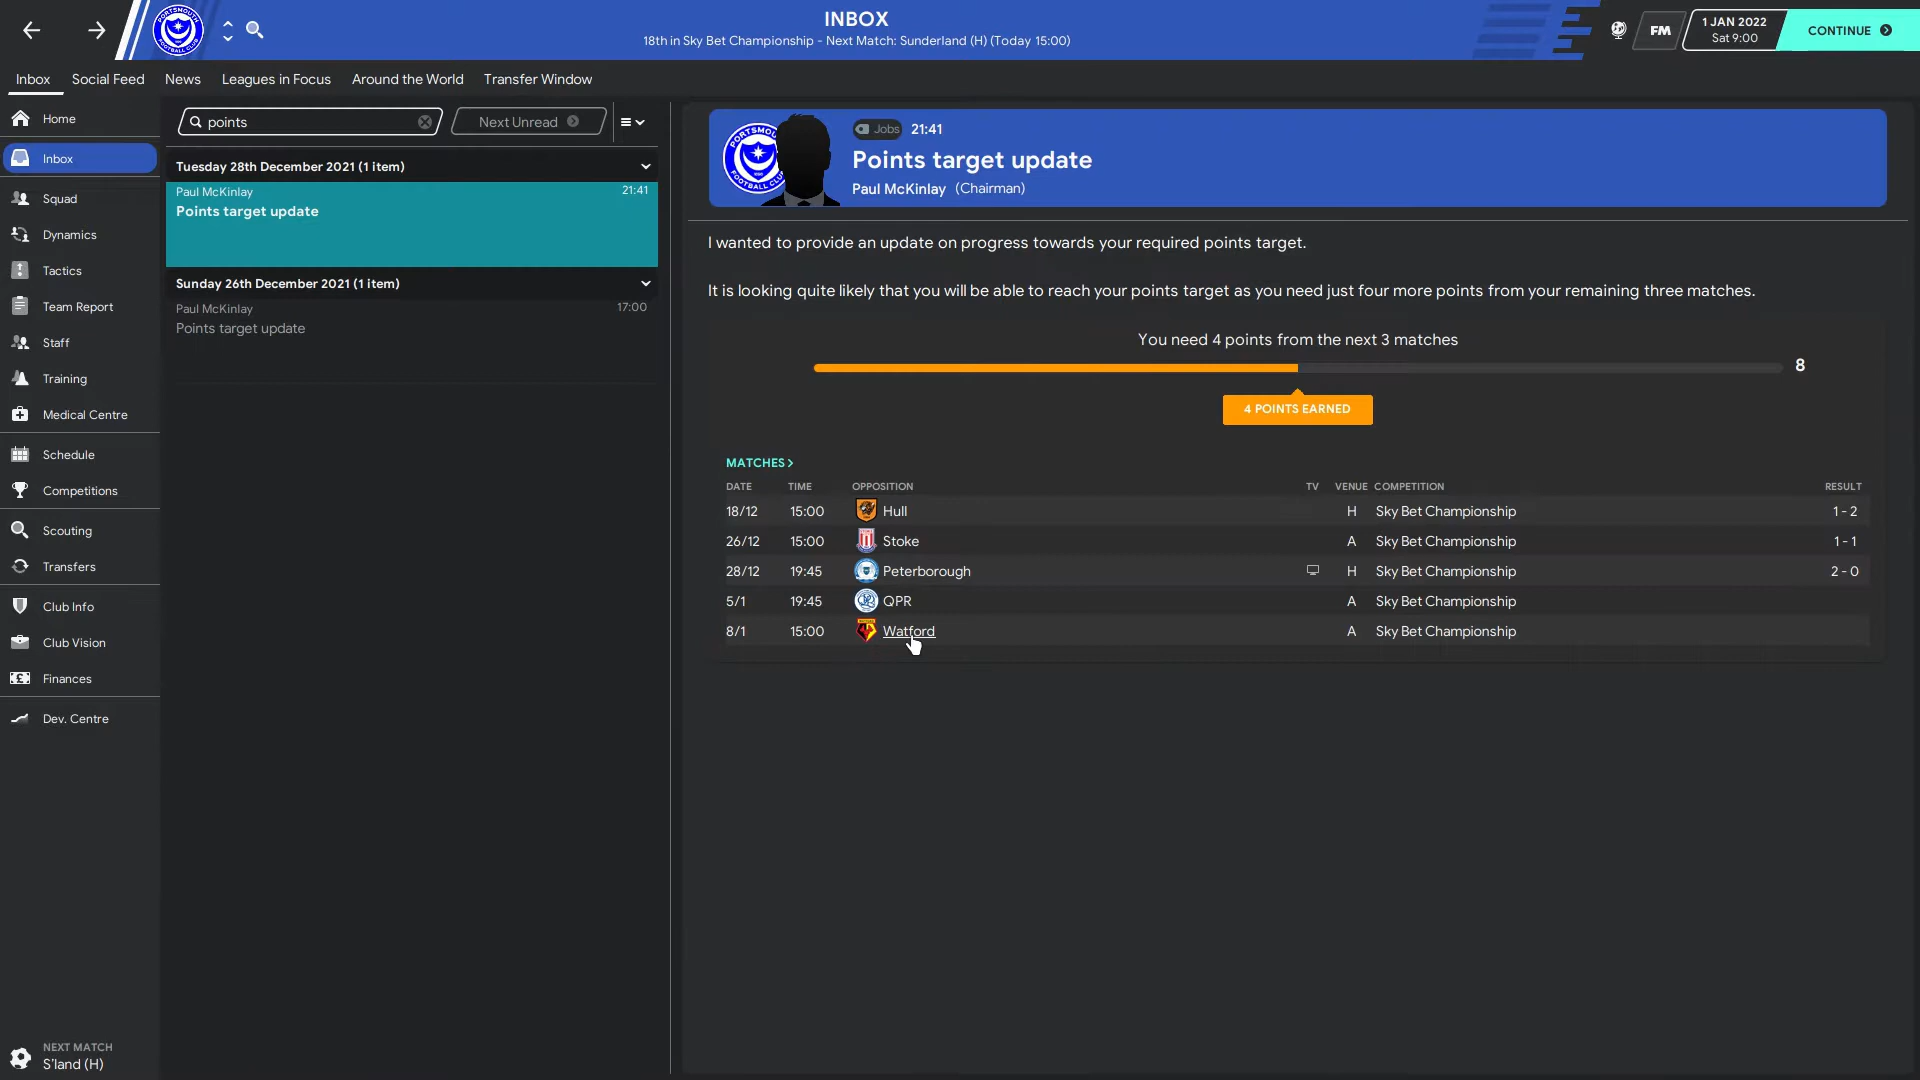 INBOX
18th in Sky Bet Championship - Next Match: Sunderland (H) (Today 15:00)
FM
1 JAN 2022
Sat 9:00
CONTINUE
Inbox
Social Feed
News
Leagues in Focus
Around the World
Transfer Window
Home
Inbox
Squad
Dynamics
Tactics
Team Report
Staff
Training
Medical Centre
Schedule
Competitions
Scouting
Transfers
Club Info
Club Vision
Finances
Dev. Centre
NEXT MATCH
S'land (H)
points
Next Unread
Tuesday 28th December 2021 (1 item)
Paul McKinlay 21:41
Points target update
Sunday 26th December 2021 (1 item)
Paul McKinlay 17:00
Points target update
PORTSMOUTH
FOOTBALL CLUB
Jobs 21:41
Points target update
Paul McKinlay (Chairman)
I wanted to provide an update on progress towards your required points target.
It is looking quite likely that you will be able to reach your points target as you need just four more points from your remaining three matches.
You need 4 points from the next 3 matches
8
4 POINTS EARNED
MATCHES >
DATE TIME OPPOSITION TV VENUE COMPETITION RESULT
18/12 15:00 Hull H Sky Bet Championship 1 - 2
26/12 15:00 Stoke A Sky Bet Championship 1 - 1
28/12 19:45 Peterborough H Sky Bet Championship 2 - 0
5/1 19:45 QPR A Sky Bet Championship
8/1 15:00 Watford A Sky Bet Championship